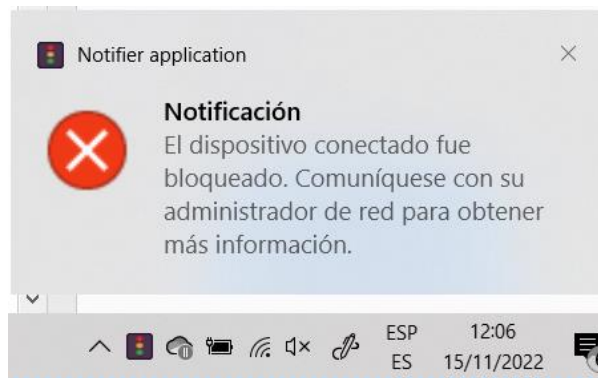 Notifier application
Notificación
El dispositivo conectado fue
bloqueado. Comuníquese con su
administrador de red para obtener
más información.
ESP
12:06
ES
15/11/2022